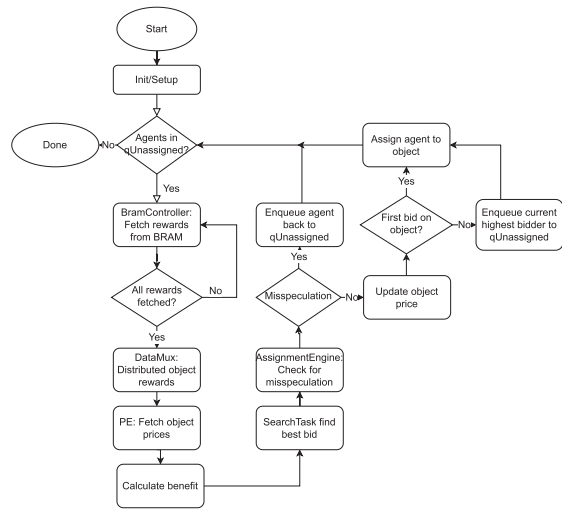 Start
Init/Setup
Agents in
qUnassigned?
No
Done
Yes
BramController:
Fetch rewards
from BRAM
All rewards
fetched?
No
Yes
DataMux:
Distributed object
rewards
PE: Fetch object
prices
Calculate benefit
SearchTask find
best bid
AssignmentEngine:
Check for
misspeculation
Misspeculation
Yes
Enqueue agent
back to
qUnassigned
No
Update object
price
First bid on
object?
Yes
Assign agent to
object
No
Enqueue current
highest bidder to
qUnassigned